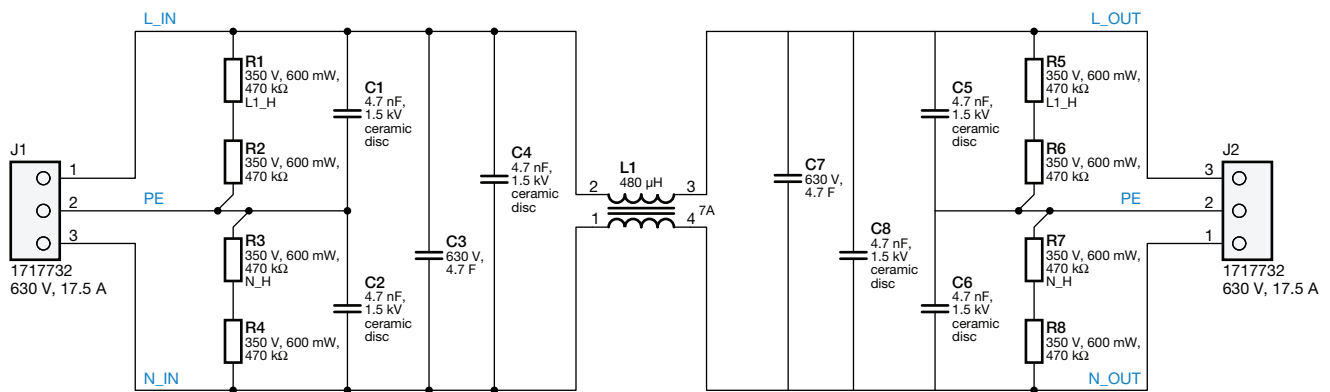 L_IN
L_OUT
R1
350 V, 600 mW,
470 kΩ
L1_H
C1
4.7 nF,
1.5 kV
ceramic
disc
R2
350 V, 600 mW,
470 kΩ
J1
1
2
3
PE
1717732
630 V, 17.5 A
R3
350 V, 600 mW,
470 kΩ
N_H
R4
350 V, 600 mW,
470 kΩ
C2
4.7 nF,
1.5 kV
ceramic
disc
C3
630 V,
4.7 F
C4
4.7 nF,
1.5 kV
ceramic
disc
N_IN
L1
480 µH
2
3
1
4
7A
C7
630 V,
4.7 F
C8
4.7 nF,
1.5 kV
ceramic
disc
C5
4.7 nF,
1.5 kV
ceramic
disc
C6
4.7 nF,
1.5 kV
ceramic
disc
R5
350 V, 600 mW,
470 kΩ
L1_H
R6
350 V, 600 mW,
470 kΩ
PE
R7
350 V, 600 mW,
470 kΩ
N_H
R8
350 V, 600 mW,
470 kΩ
J2
3
2
1
1717732
630 V, 17.5 A
N_OUT